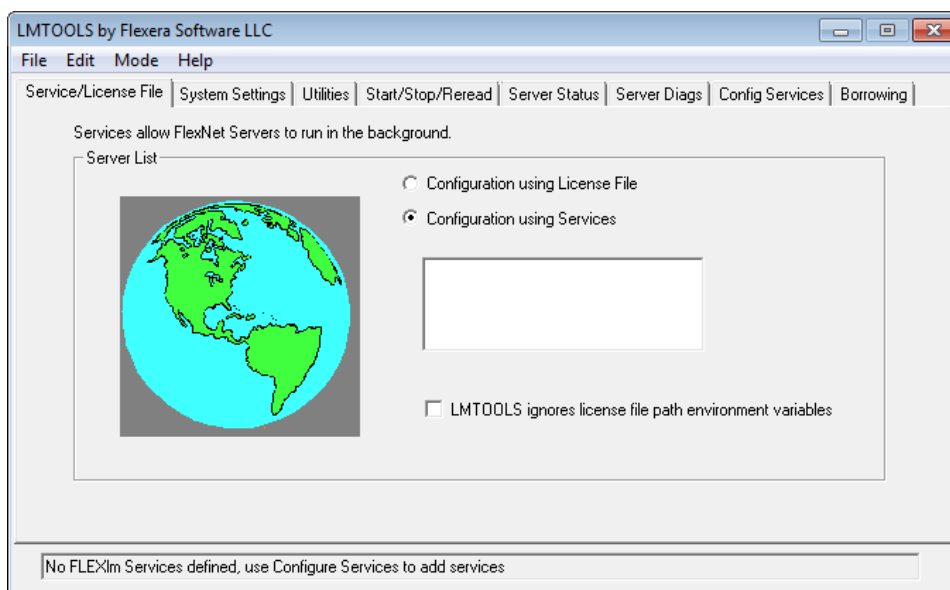 LMTOOLS by Flexera Software LLC
File Edit Mode Help
Service/License File System Settings Utilities Start/Stop/Reread Server Status Server Diags Config Services Borrowing
Services allow FlexNet Servers to run in the background.
Server List
Configuration using License File
Configuration using Services
LMTOOLS ignores license file path environment variables
No FLEXlm Services defined, use Configure Services to add services